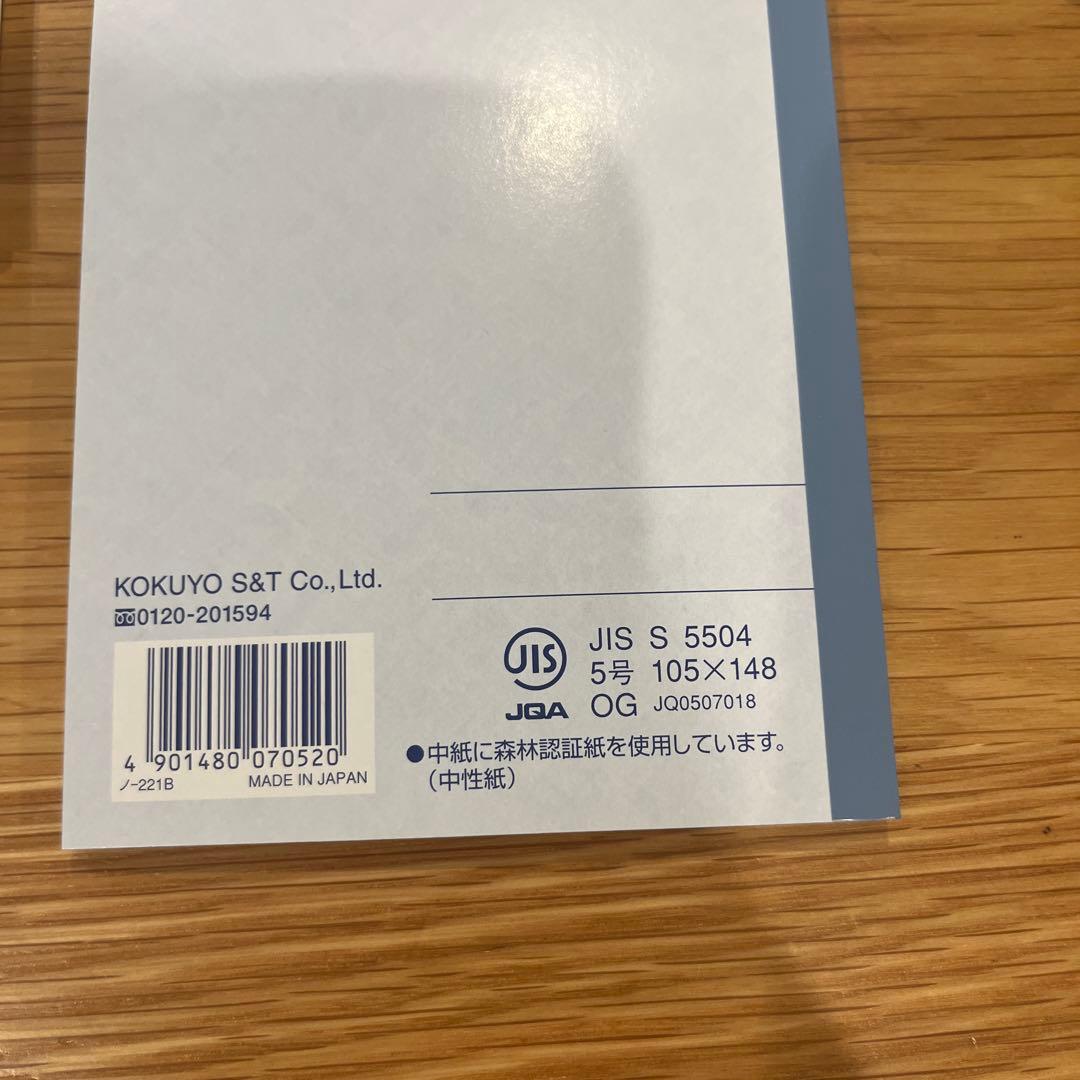 KOKUYO S&T Co.,Ltd.
0120-201594
4 901480 070520
ノ-221B MADE IN JAPAN
JIS
JQA
JIS S 5504
5号 105×148
OG JQ0507018
●中紙に森林認証紙を使用しています。
（中性紙）